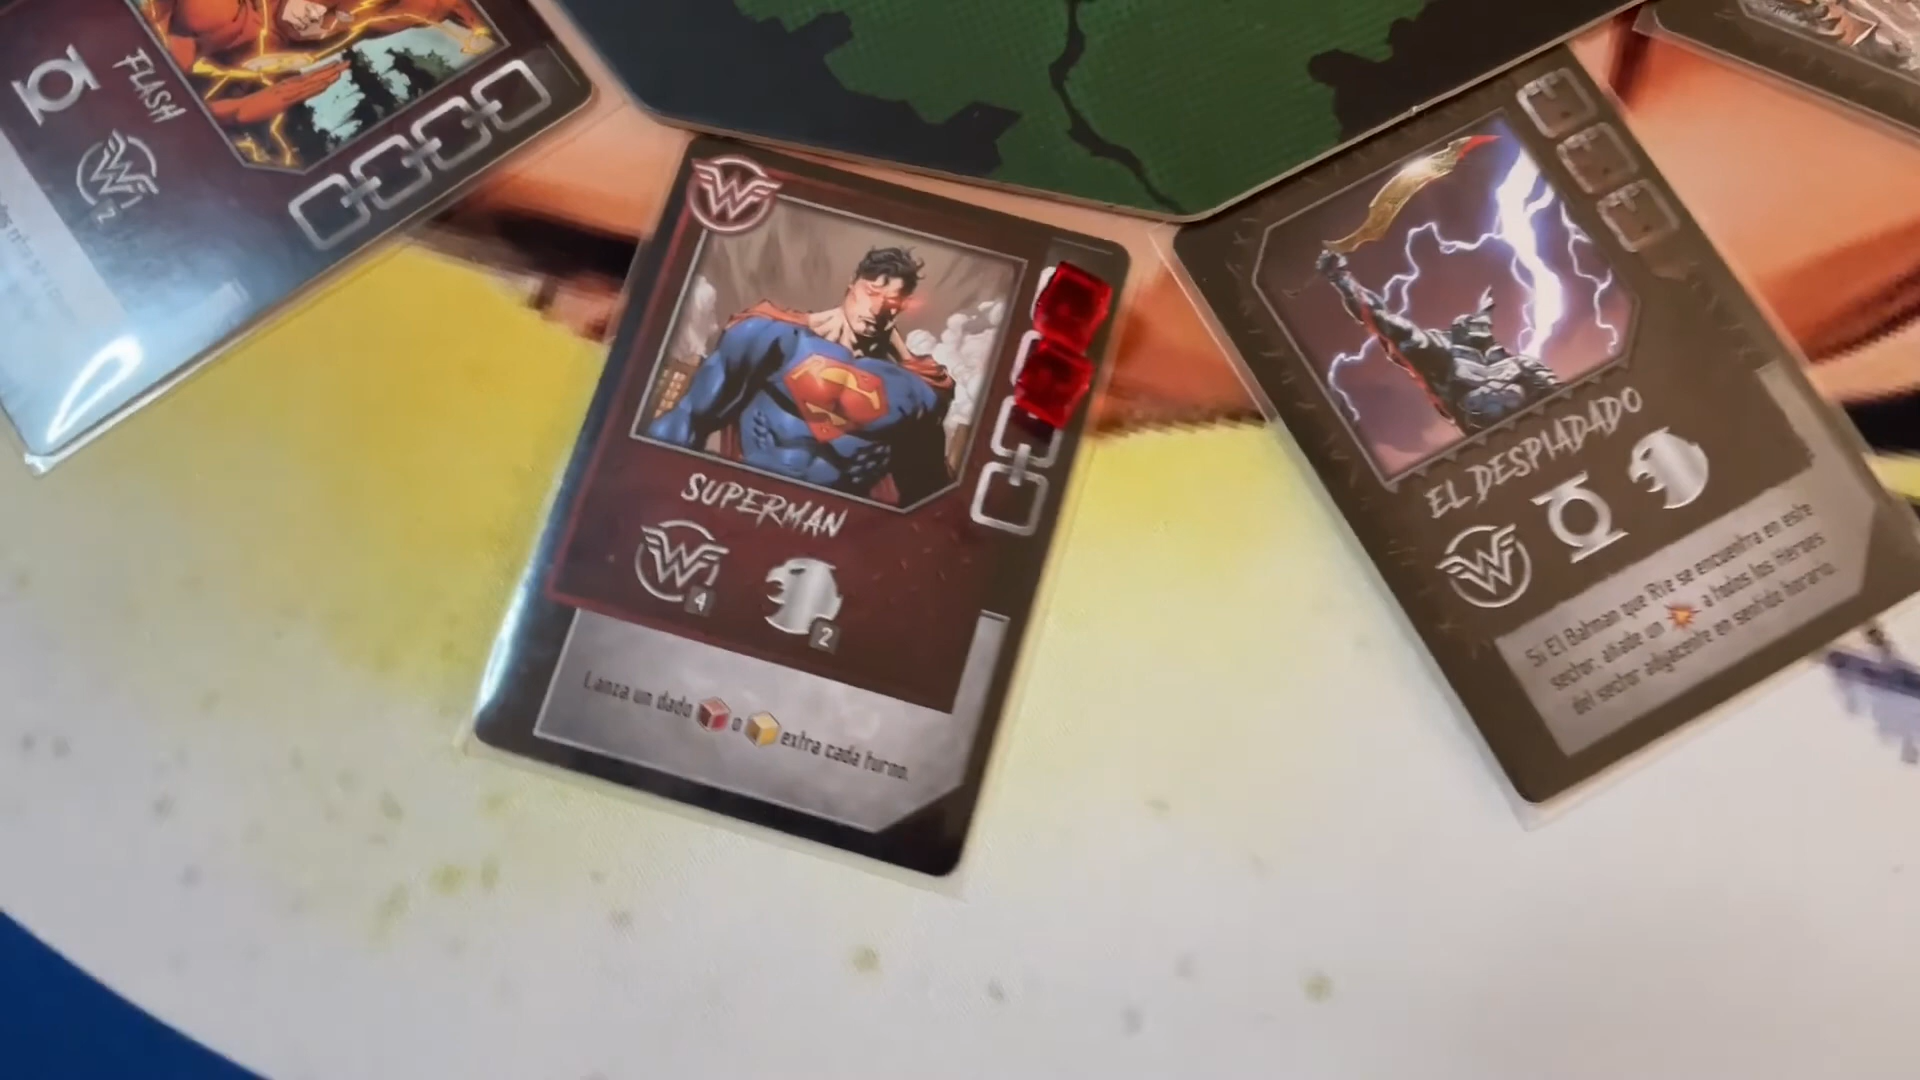 FLASH
2
SUPERMAN
4
2
Lanza un dado o extra cada turno.
EL DESPIADADO
Si El Batman que Ríe se encuentra en este
sector, añade un a todos los Héroes
del sector adyacente en sentido horario.